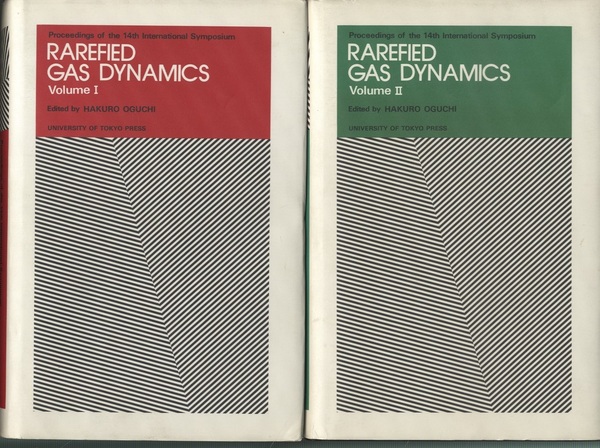 Proceedings of the 14th International Symposium
RAREFIED
GAS DYNAMICS
Volume I
Edited by HAKURO OGUCHI
UNIVERSITY OF TOKYO PRESS
Proceedings of the 14th International Symposium
RAREFIED
GAS DYNAMICS
Volume II
Edited by HAKURO OGUCHI
UNIVERSITY OF TOKYO PRESS